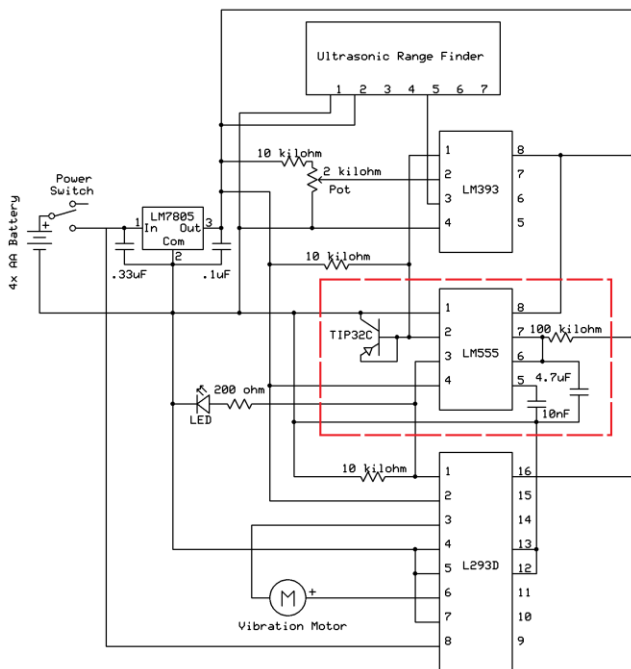 Ultrasonic Range Finder
1 2 3 4 5 6 7
10 kilohm
2 kilohm
Pot
1 8
2 7
LM393
3 6
4 5
Power
Switch
4x AA Battery
+
LM7805
1 In Out 3
Com
2
.33uF
.1uF
10 kilohm
TIP32C
1 8
2 7
LM555
3 6
4 5
100 kilohm
4.7uF
10nF
200 ohm
LED
10 kilohm
1 16
2 15
3 14
4 13
L293D
5 12
6 11
7 10
8 9
M +
Vibration Motor